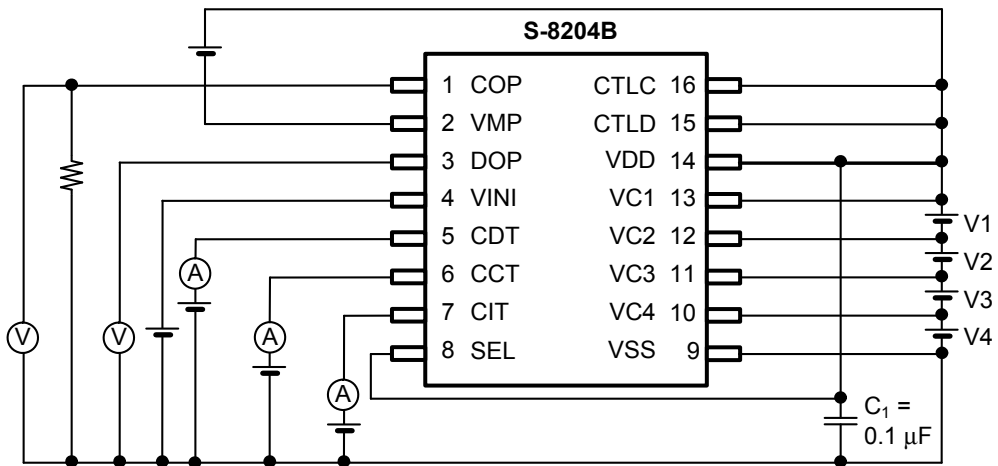 S-8204B
1 COP CTLC 16
2 VMP CTLD 15
3 DOP VDD 14
4 VINI VC1 13
V1
5 CDT VC2 12
A
V2
6 CCT VC3 11
V3
7 CIT VC4 10
V
V
A
V4
8 SEL VSS 9
A
C1 =
0.1 μF